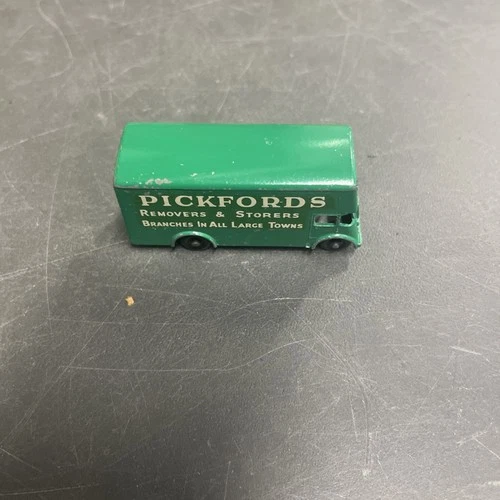 PICKFORDS
REMOVERS & STORERS
BRANCHES IN ALL LARGE TOWNS